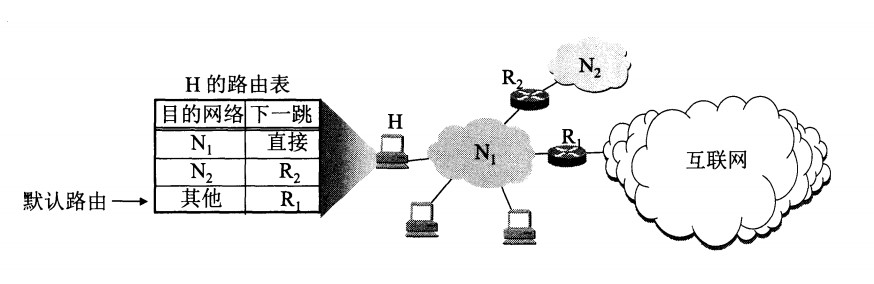 H 的路由表
目的网络 下一跳
N₁ 直接
N₂ R₂
默认路由 其他 R₁
H
N₁
R₂
N₂
R₁
互联网